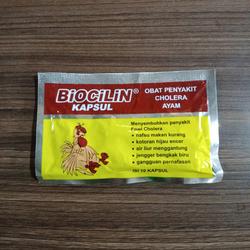 BiOCiLiN®
KAPSUL
OBAT PENYAKIT
CHOLERA
AYAM
Menyembuhkan penyakit
Fowl Cholera
• nafsu makan kurang
• kotoran hijau encer
• air liur menggantung
• jengger bengkak biru
• gangguan pernafasan
ISI 10 KAPSUL